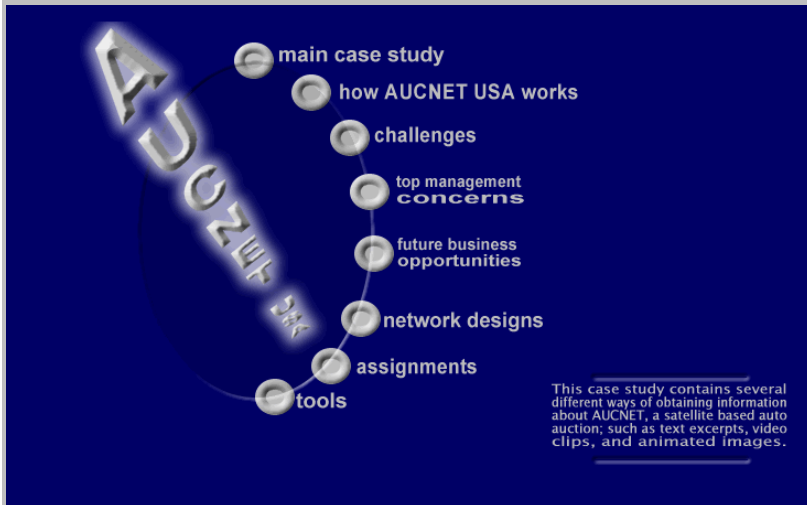 AUCNET USA
main case study
how AUCNET USA works
challenges
top management
concerns
future business
opportunities
network designs
assignments
tools
This case study contains several
different ways of obtaining information
about AUCNET, a satellite based auto
auction; such as text excerpts, video
clips, and animated images.